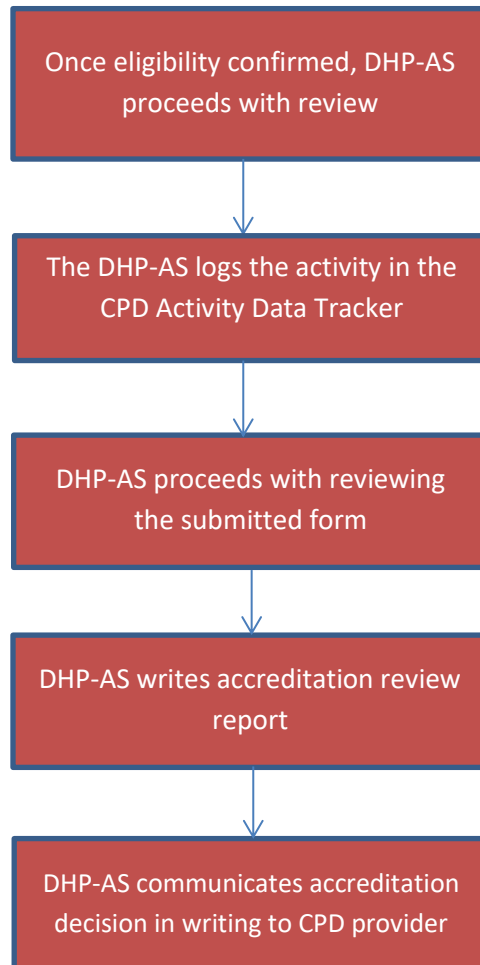 Once eligibility confirmed, DHP-AS
proceeds with review
The DHP-AS logs the activity in the
CPD Activity Data Tracker
DHP-AS proceeds with reviewing
the submitted form
DHP-AS writes accreditation review
report
DHP-AS communicates accreditation
decision in writing to CPD provider